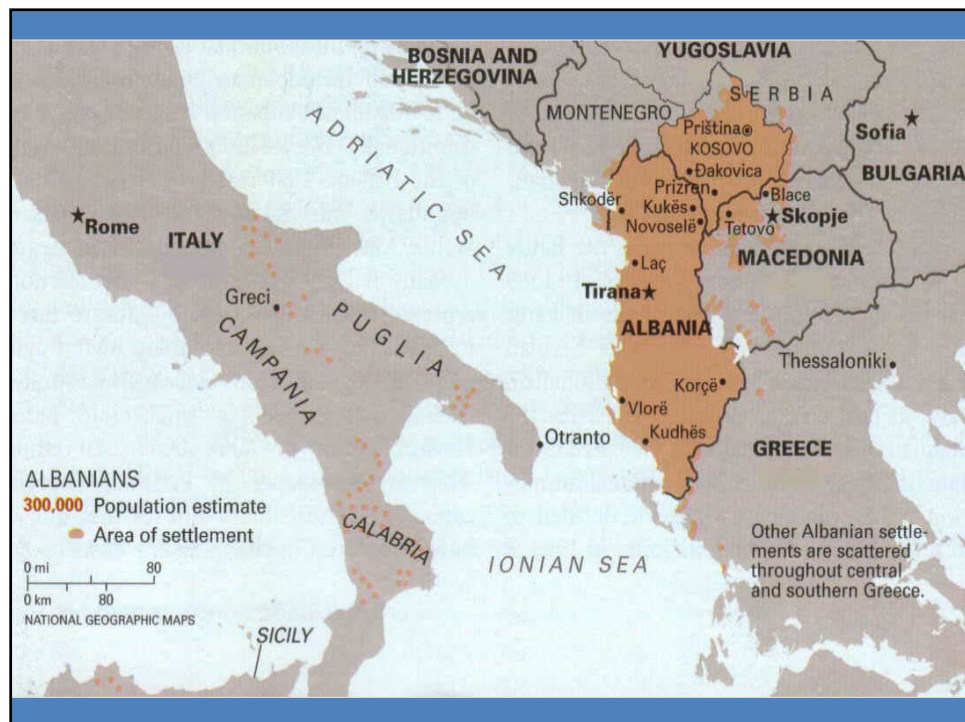 BOSNIA AND
HERZEGOVINA
YUGOSLAVIA
SERBIA
MONTENEGRO
Priština
KOSOVO
Sofia
BULGARIA
Đakovica
Prizren
Blace
Shkodër
Kukës
Novoselë
Tetovo
Skopje
MACEDONIA
ADRIATIC SEA
Rome
ITALY
Laç
Tirana
ALBANIA
Greci
PUGLIA
CAMPANIA
Thessaloniki
Korçë
Vlorë
Kudhës
Otranto
GREECE
ALBANIANS
300,000 Population estimate
Area of settlement
CALABRIA
0 mi 80
0 km 80
NATIONAL GEOGRAPHIC MAPS
IONIAN SEA
SICILY
Other Albanian settle-
ments are scattered
throughout central
and southern Greece.